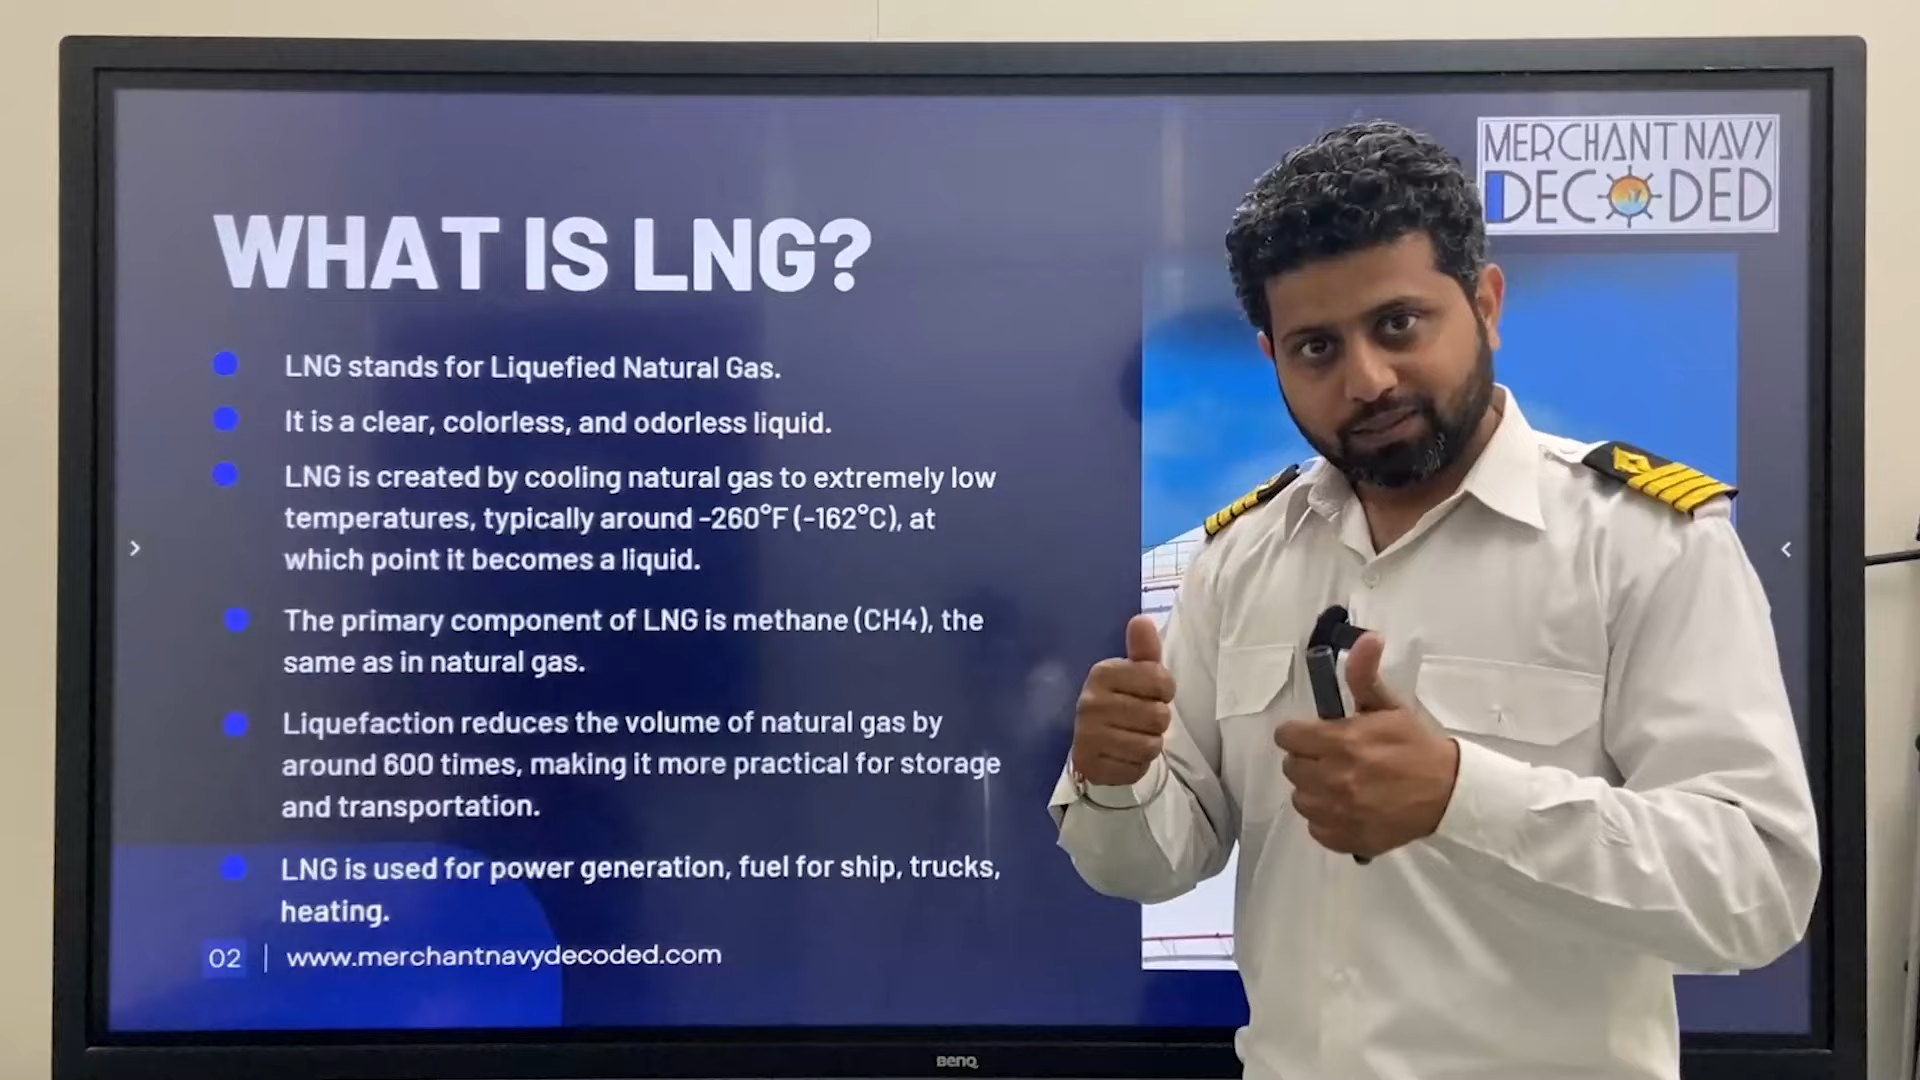 MERCHANT NAVY
DECODED
WHAT IS LNG?
LNG stands for Liquefied Natural Gas.
It is a clear, colorless, and odorless liquid.
LNG is created by cooling natural gas to extremely low
temperatures, typically around -260°F (-162°C), at
which point it becomes a liquid.
The primary component of LNG is methane (CH4), the
same as in natural gas.
Liquefaction reduces the volume of natural gas by
around 600 times, making it more practical for storage
and transportation.
LNG is used for power generation, fuel for ship, trucks,
heating.
02 | www.merchantnavydecoded.com
BenQ